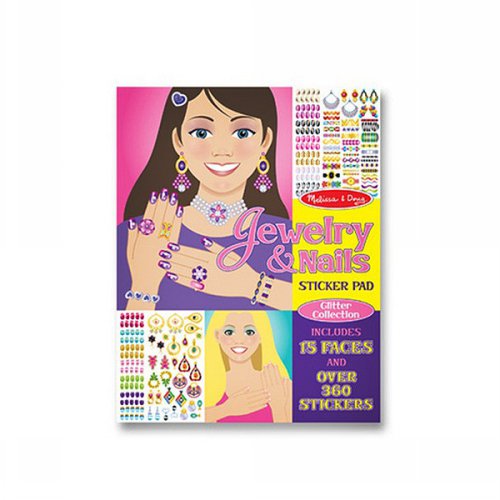 Melissa & Doug
Jewelry
& Nails
STICKER PAD
Glitter
Collection
INCLUDES
15 FACES
AND
OVER
360
STICKERS